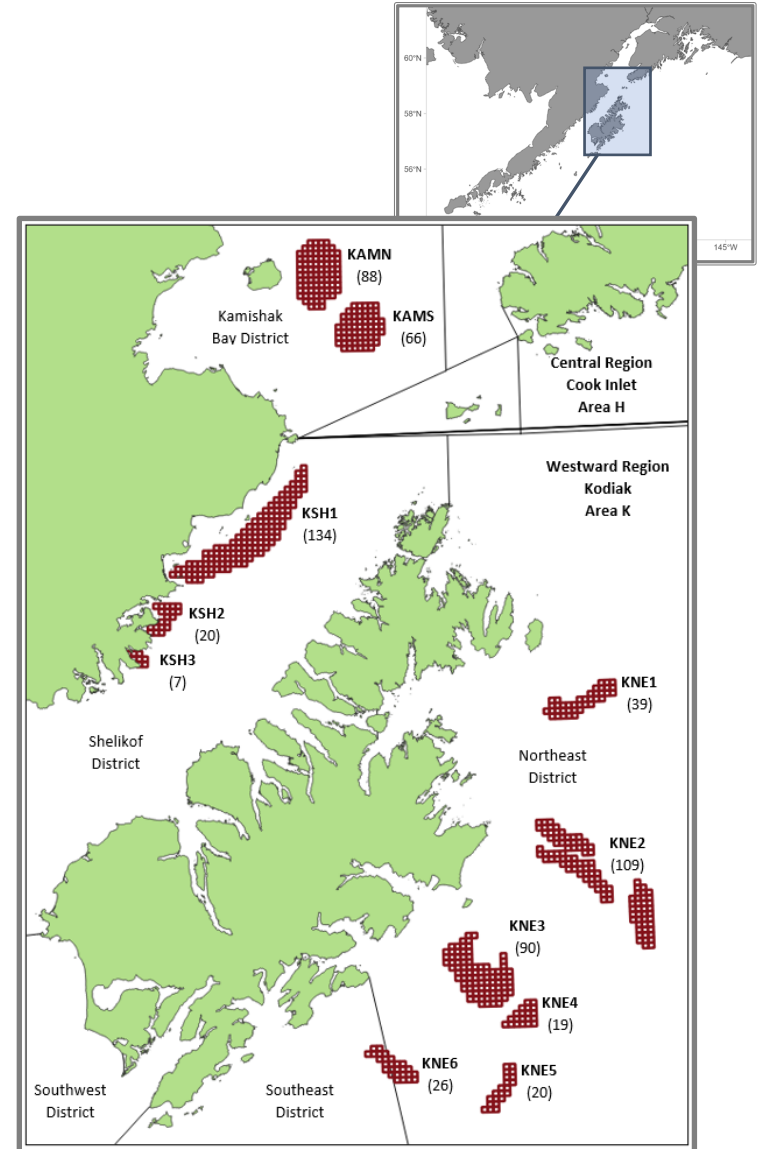 60°N
58°N
56°N
145°W
KAMN
(88)
Kamishak
Bay District
KAMS
(66)
Central Region
Cook Inlet
Area H
Westward Region
Kodiak
Area K
KSH1
(134)
KSH2
(20)
KSH3
(7)
KNE1
(39)
Shelikof
District
Northeast
District
KNE2
(109)
KNE3
(90)
KNE4
(19)
KNE6
(26)
KNE5
(20)
Southwest
District
Southeast
District